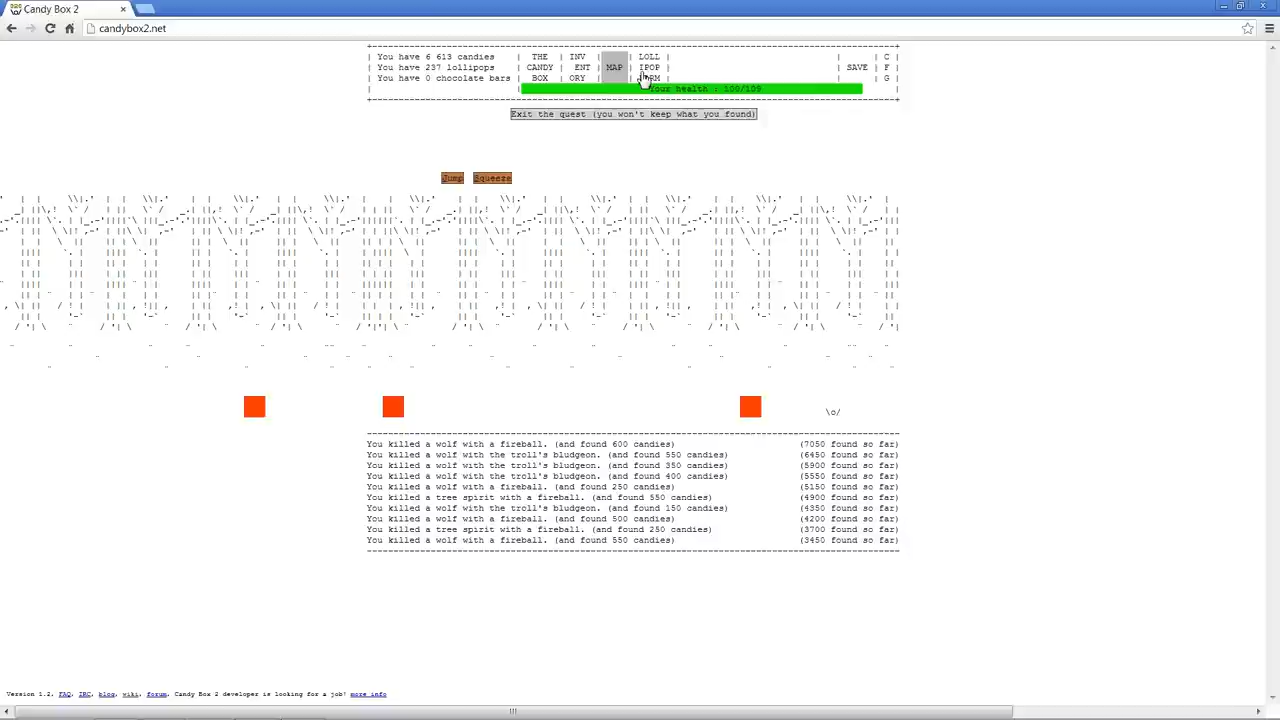 Candy Box 2
candybox2.net
You have 6 613 candies | THE | INV | | LOLL |
You have 237 lollipops | CANDY | ENT | MAP | IPOP | | SAVE | F
You have 0 chocolate bars | BOX | ORY | | | G
C
Your health : 100/109
Exit the quest (you won't keep what you found)
Jump Squeeze
\o/
You killed a wolf with a fireball. (and found 600 candies) (7050 found so far)
You killed a wolf with the troll's bludgeon. (and found 550 candies) (6450 found so far)
You killed a wolf with the troll's bludgeon. (and found 350 candies) (5900 found so far)
You killed a wolf with the troll's bludgeon. (and found 400 candies) (5550 found so far)
You killed a wolf with a fireball. (and found 250 candies) (5150 found so far)
You killed a tree spirit with a fireball. (and found 550 candies) (4900 found so far)
You killed a wolf with the troll's bludgeon. (and found 150 candies) (4350 found so far)
You killed a wolf with a fireball. (and found 500 candies) (4200 found so far)
You killed a tree spirit with a fireball. (and found 250 candies) (3700 found so far)
You killed a wolf with a fireball. (and found 550 candies) (3450 found so far)
Version 1.2, FAQ, IRC, blog, wiki, forum. Candy Box 2 developer is looking for a job! more info